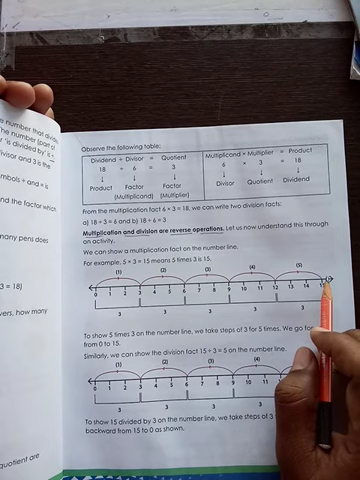 e number that divid
The number (part of
r 'is divided by' is ÷
ivisor and 3 is the
mbols ÷ and = is
nd the factor which
many pens does
3 = 18)
vers, how many
quotient are
Observe the following table:
Dividend ÷ Divisor = Quotient
18 ÷ 6 = 3
↓ ↓ ↓
Product Factor Factor
(Multiplicand) (Multiplier)
Multiplicand × Multiplier = Product
6 × 3 = 18
↓ ↓ ↓
Divisor Quotient Dividend
From the multiplication fact 6 × 3 = 18, we can write two division facts:
a) 18 ÷ 3 = 6 and b) 18 ÷ 6 = 3
Multiplication and division are reverse operations. Let us now understand this through
an activity.
We can show a multiplication fact on the number line.
For example, 5 × 3 = 15 means 5 times 3 is 15.
(1) (2) (3) (4) (5)
0 1 2 3 4 5 6 7 8 9 10 11 12 13 14
3 3 3 3 3
To show 5 times 3 on the number line, we take steps of 3 for 5 times. We go
from 0 to 15.
Similarly, we can show the division fact 15 ÷ 3 = 5 on the number line.
(1) (2) (3) (4)
0 1 2 3 4 5 6 7 8 9 10 11
3 3 3 3
To show 15 divided by 3 on the number line, we take steps of 3
backward from 15 to 0 as shown.